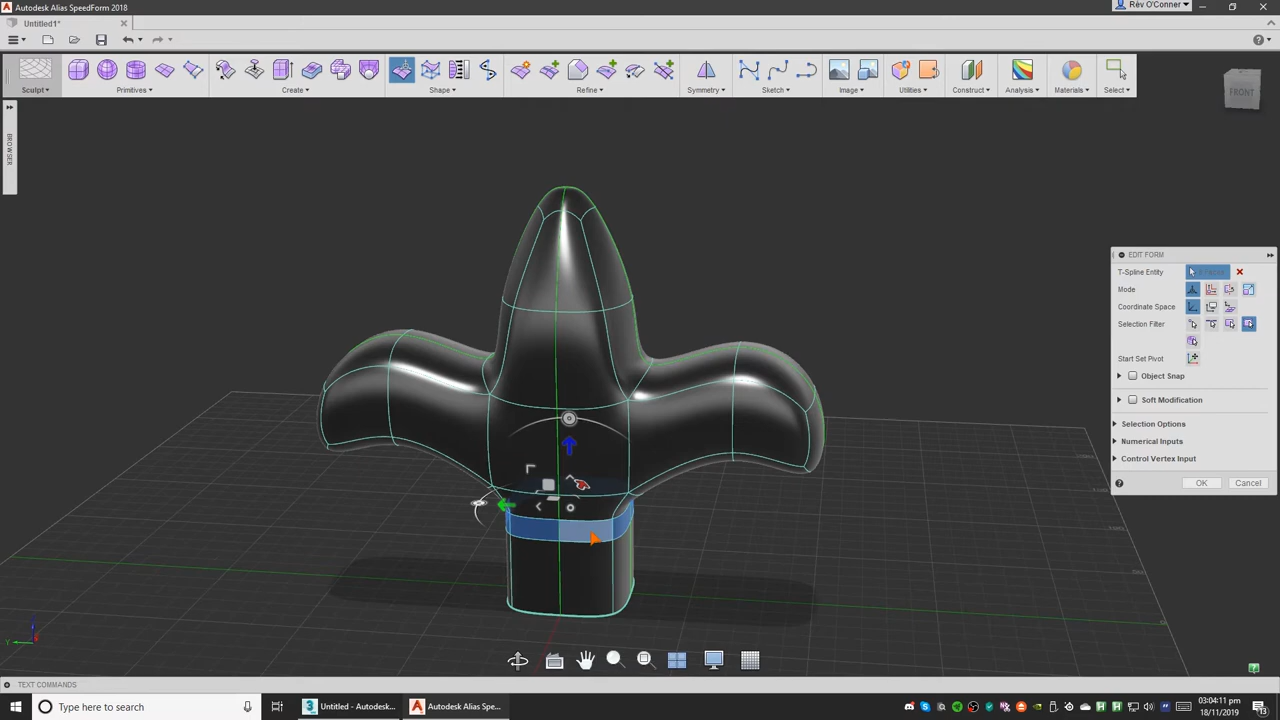 Autodesk Alias SpeedForm 2018
Rèv O'Conner
Untitled1*
Sculpt
Primitives
Create
Shape
Refine
Symmetry
Sketch
Image
Utilities
Construct
Analysis
Materials
Select
BROWSER
FRONT
EDIT FORM
T-Spline Entity
Mode
Coordinate Space
Selection Filter
Start Set Pivot
Object Snap
Soft Modification
Selection Options
Numerical Inputs
Control Vertex Input
OK
Cancel
Y
TEXT COMMANDS
Type here to search
Untitled - Autodesk...
Autodesk Alias Spe...
03:04:11 pm
18/11/2019